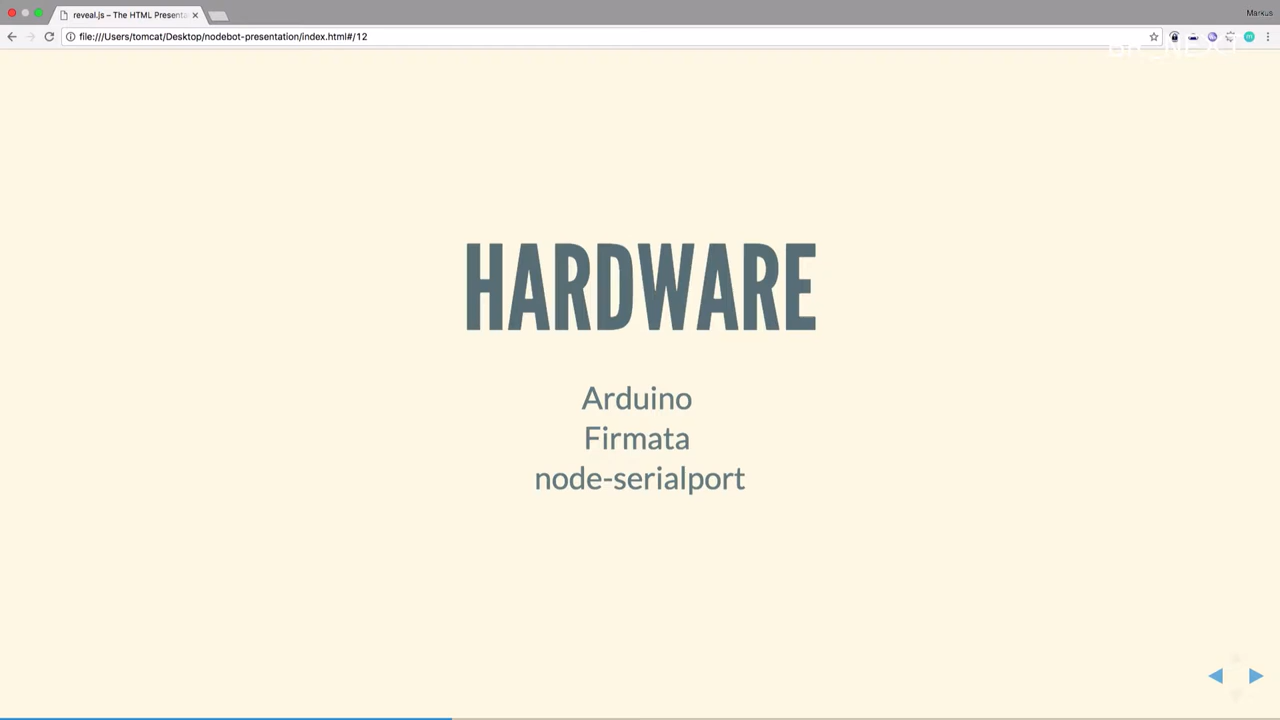 reveal.js – The HTML Presenta
Markus
file:///Users/tomcat/Desktop/nodebot-presentation/index.html#/12
HARDWARE
Arduino
Firmata
node-serialport